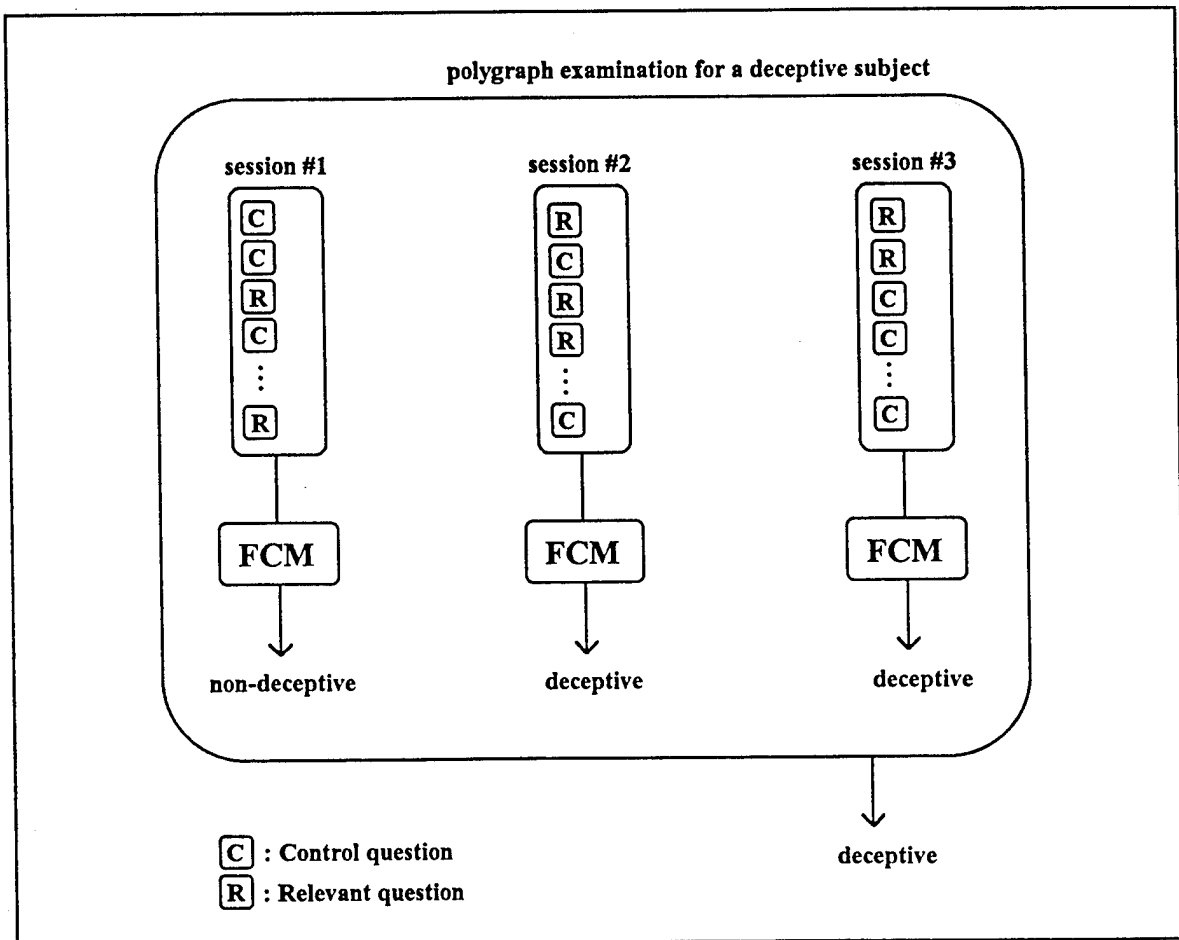 polygraph examination for a deceptive subject
session #1
session #2
session #3
C
C
R
C
R
R
C
R
R
C
R
R
C
C
C
FCM
FCM
FCM
non-deceptive
deceptive
deceptive
deceptive
C : Control question
R : Relevant question